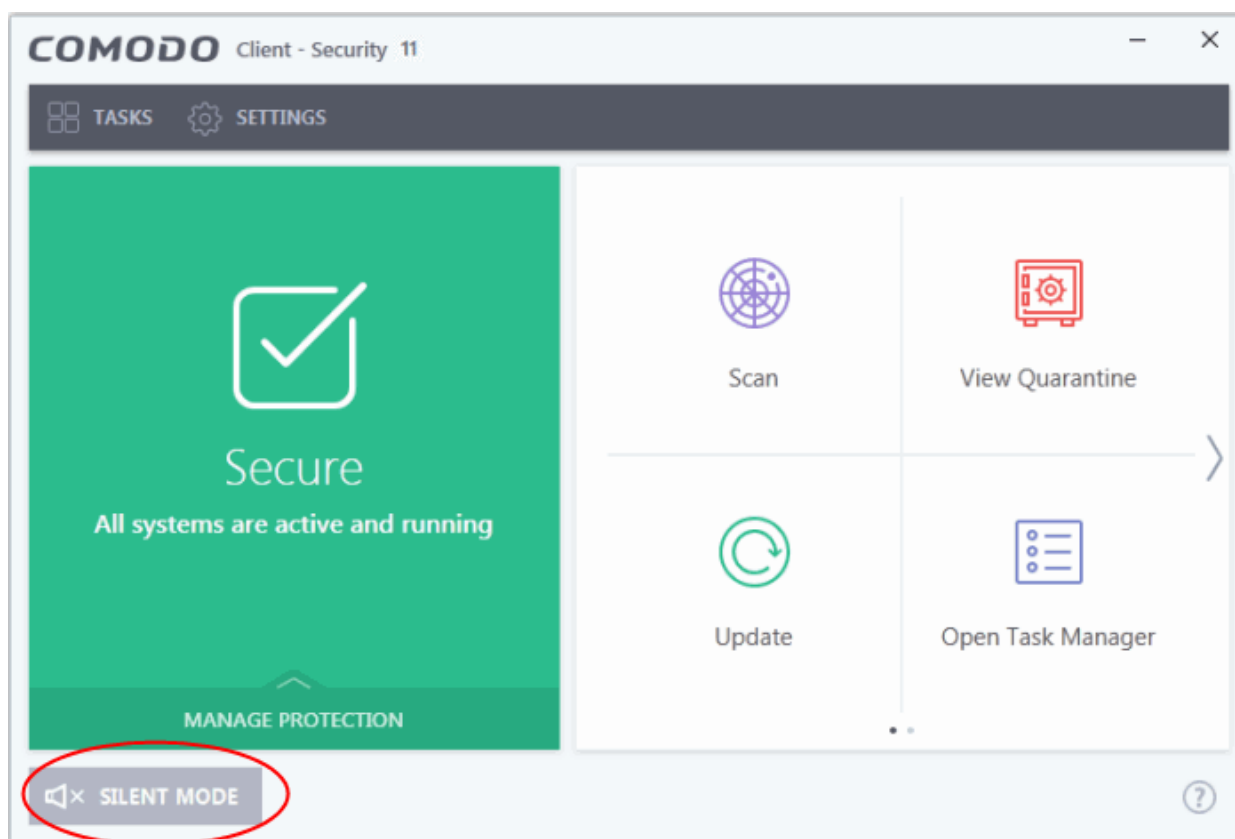 COMODO Client - Security 11
TASKS SETTINGS
Secure
All systems are active and running
MANAGE PROTECTION
Scan
View Quarantine
Update
Open Task Manager
SILENT MODE
?